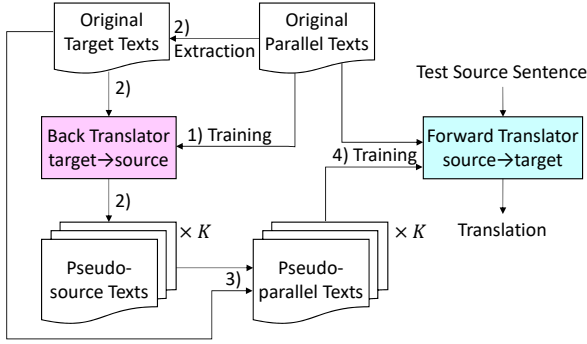 Original
Target Texts
2)
Extraction
Original
Parallel Texts
Test Source Sentence
2)
Back Translator
target→source
1) Training
4) Training
Forward Translator
source→target
2)
Translation
× K
Pseudo-
source Texts
3)
× K
Pseudo-
parallel Texts